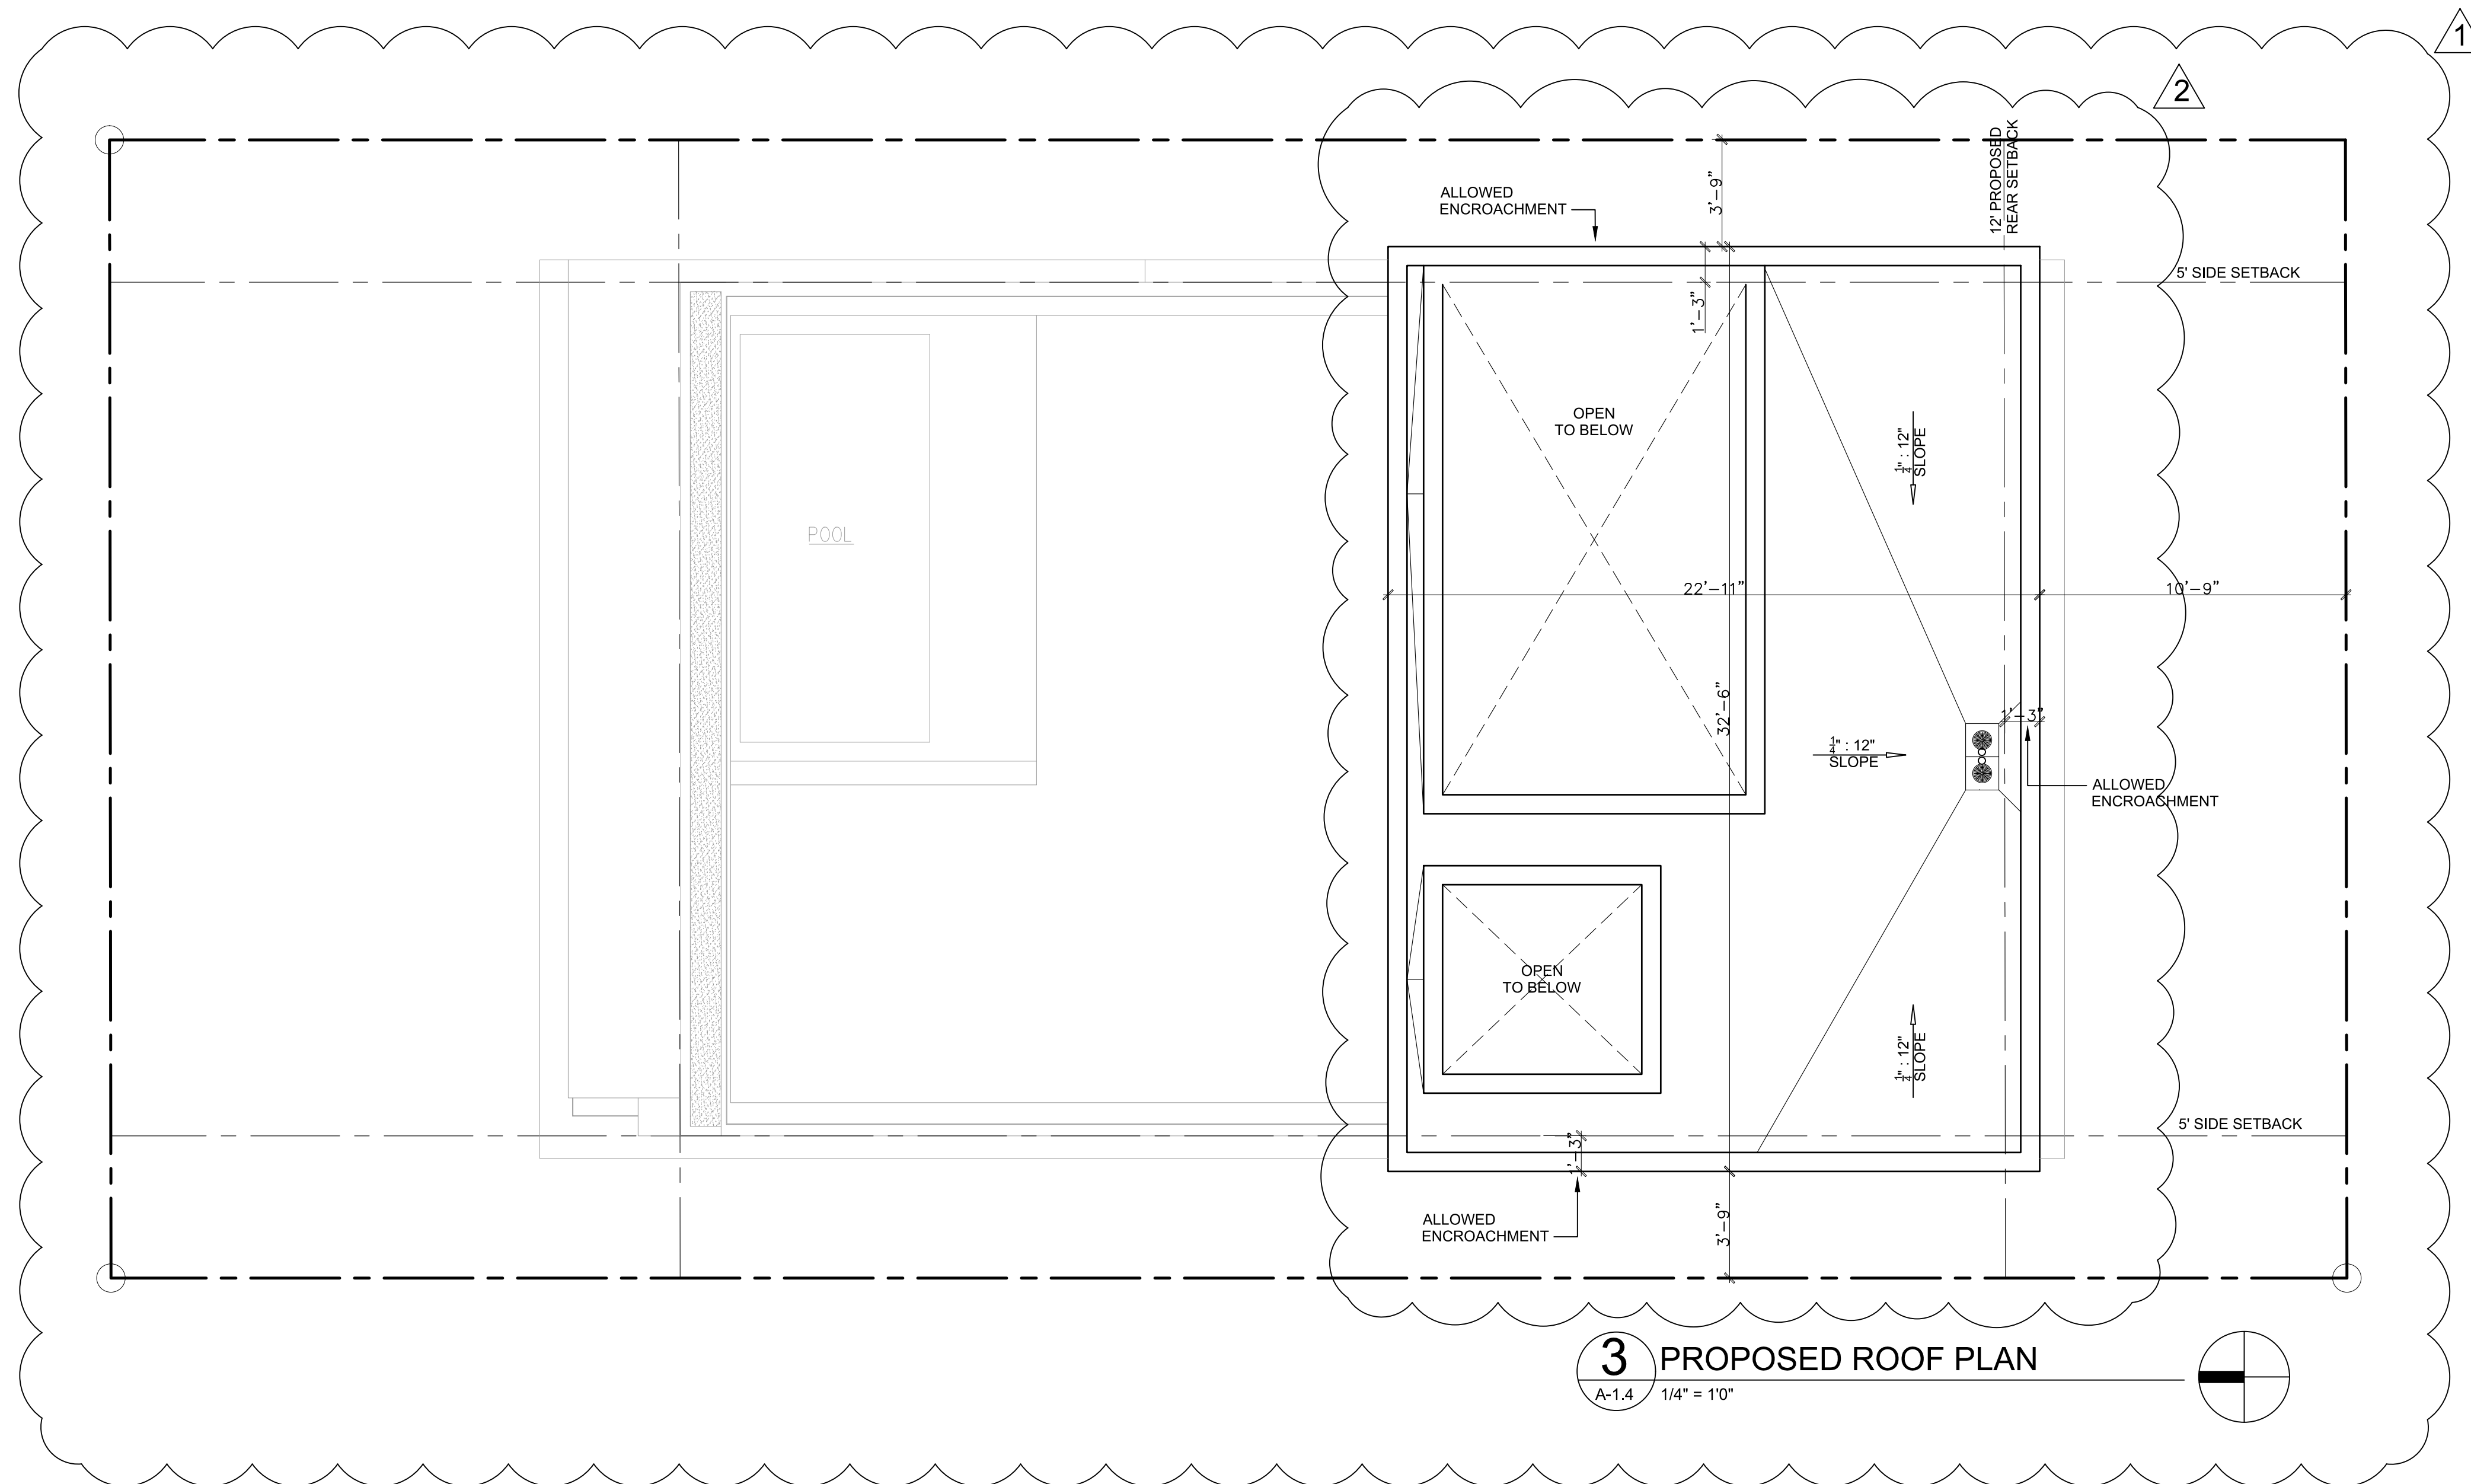 1
2
12' PROPOSED
REAR SETBACK
ALLOWED
ENCROACHMENT
3'-9"
5' SIDE SETBACK
1'-3"
OPEN
TO BELOW
1/4" : 12"
SLOPE
POOL
22'-11"
10'-9"
32'-6"
1'-3"
1/4" : 12"
SLOPE
ALLOWED
ENCROACHMENT
OPEN
TO BELOW
1/4" : 12"
SLOPE
5' SIDE SETBACK
1'-3"
ALLOWED
ENCROACHMENT
3'-9"
3 PROPOSED ROOF PLAN
A-1.4 1/4" = 1'0"